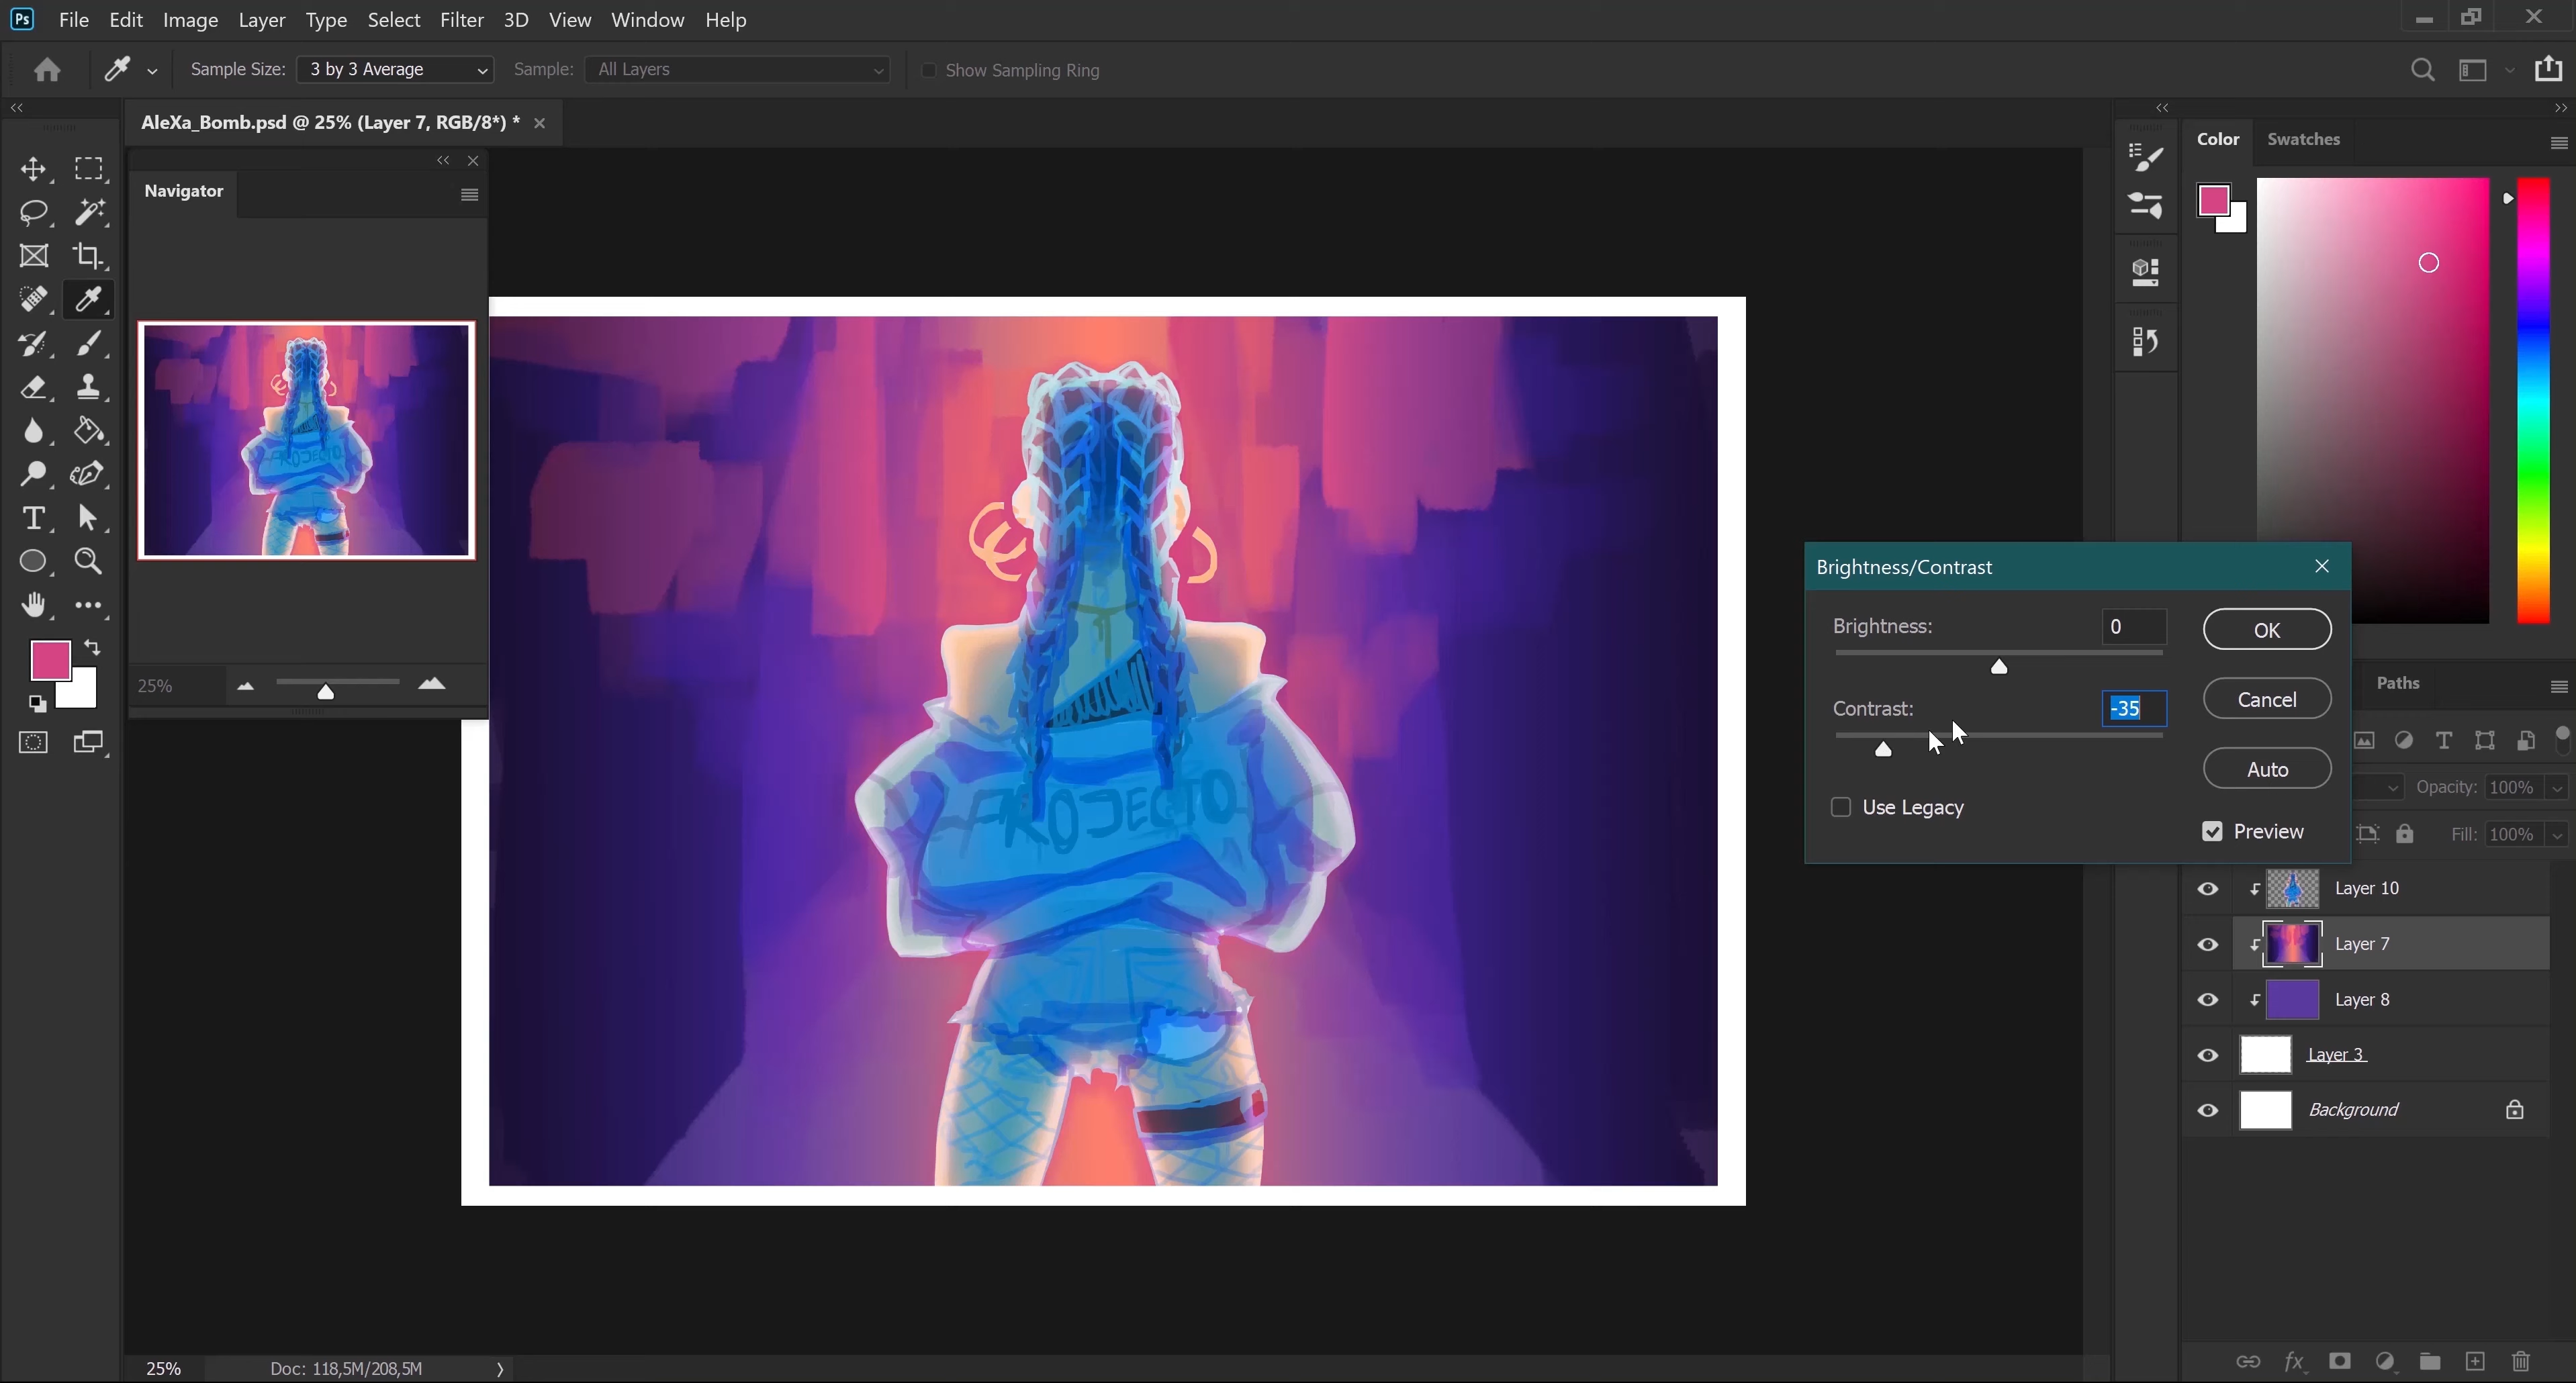 Ps File Edit Image Layer Type Select Filter 3D View Window Help
Sample Size: 3 by 3 Average Sample: All Layers Show Sampling Ring
AleXa_Bomb.psd @ 25% (Layer 7, RGB/8*) *
Navigator
25%
PROJECTO
Color Swatches
Brightness/Contrast
Brightness: 0
OK
Contrast: -35
Cancel
Auto
Use Legacy
Preview
Paths
Opacity: 100%
Fill: 100%
Layer 10
Layer 7
Layer 8
Layer 3
Background
25% Doc: 118,5M/208,5M
fx